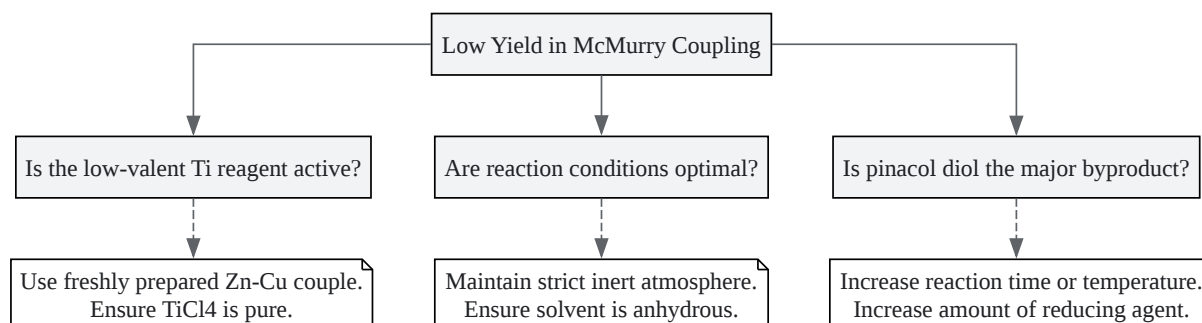 Low Yield in McMurry Coupling
Is the low-valent Ti reagent active?
Are reaction conditions optimal?
Is pinacol diol the major byproduct?
Use freshly prepared Zn-Cu couple.
Ensure TiCl4 is pure.
Maintain strict inert atmosphere.
Ensure solvent is anhydrous.
Increase reaction time or temperature.
Increase amount of reducing agent.